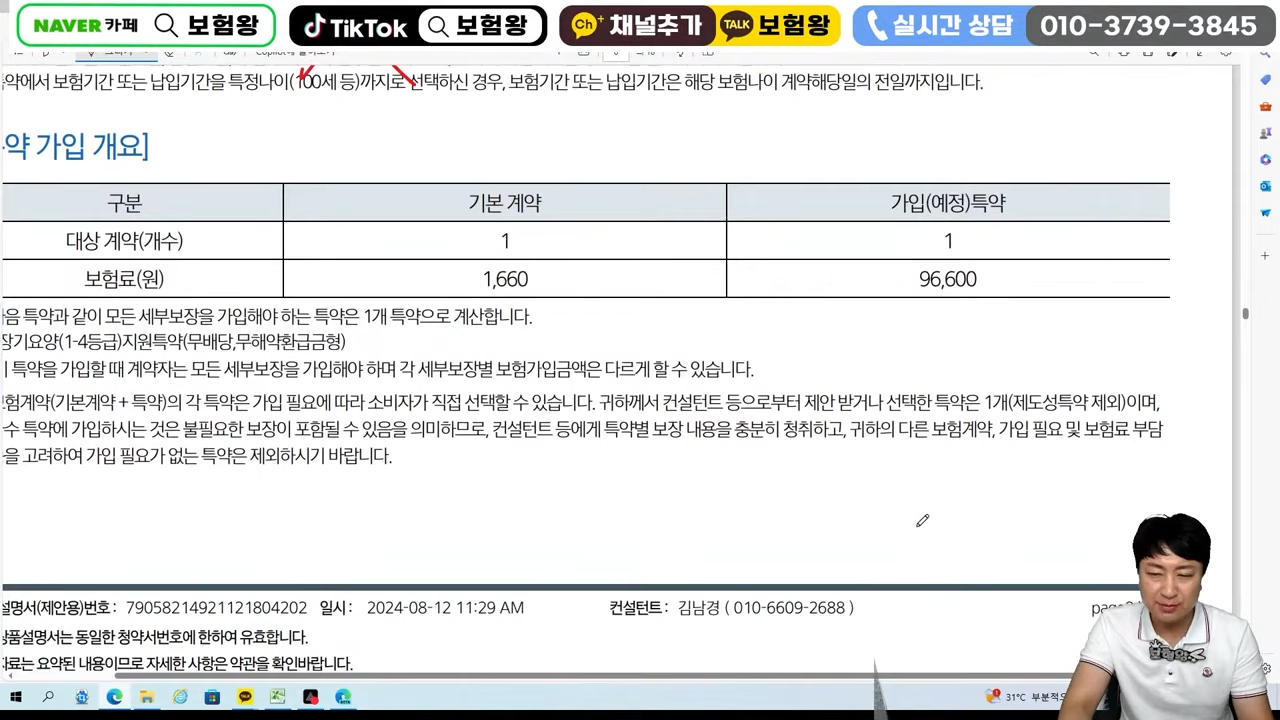 NAVER 카페 보험왕 TikTok 보험왕 Ch+ 채널추가 TALK 보험왕 실시간 상담 010-3739-3845
약에서 보험기간 또는 납입기간을 특정나이(100세 등)까지로 선택하신 경우, 보험기간 또는 납입기간은 해당 보험나이 계약해당일의 전일까지입니다.
약 가입 개요]
구분 기본 계약 가입(예정)특약
대상 계약(개수) 1 1
보험료(원) 1,660 96,600
음 특약과 같이 모든 세부보장을 가입해야 하는 특약은 1개 특약으로 계산합니다.
장기요양(1-4등급)지원특약(무배당,무해약환급금형)
특약을 가입할 때 계약자는 모든 세부보장을 가입해야 하며 각 세부보장별 보험가입금액은 다르게 할 수 있습니다.
험계약(기본계약 + 특약)의 각 특약은 가입 필요에 따라 소비자가 직접 선택할 수 있습니다. 귀하께서 컨설턴트 등으로부터 제안 받거나 선택한 특약은 1개(제도성특약 제외)이며,
수 특약에 가입하시는 것은 불필요한 보장이 포함될 수 있음을 의미하므로, 컨설턴트 등에게 특약별 보장 내용을 충분히 청취하고, 귀하의 다른 보험계약, 가입 필요 및 보험료 부담
을 고려하여 가입 필요가 없는 특약은 제외하시기 바랍니다.
설명서(제안용)번호 : 79058214921121804202 일시 : 2024-08-12 11:29 AM 컨설턴트 : 김남경 ( 010-6609-2688 )
상품설명서는 동일한 청약서번호에 한하여 유효합니다.
자료는 요약된 내용이므로 자세한 사항은 약관을 확인바랍니다.
31°C 부분적으